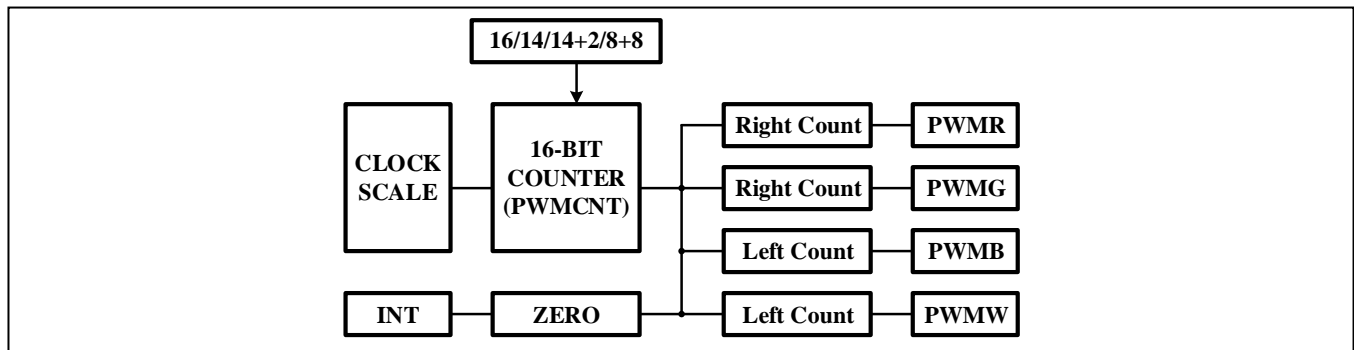 16/14/14+2/8+8
CLOCK
SCALE
16-BIT
COUNTER
(PWMCNT)
Right Count
PWMR
Right Count
PWMG
Left Count
PWMB
INT
ZERO
Left Count
PWMW